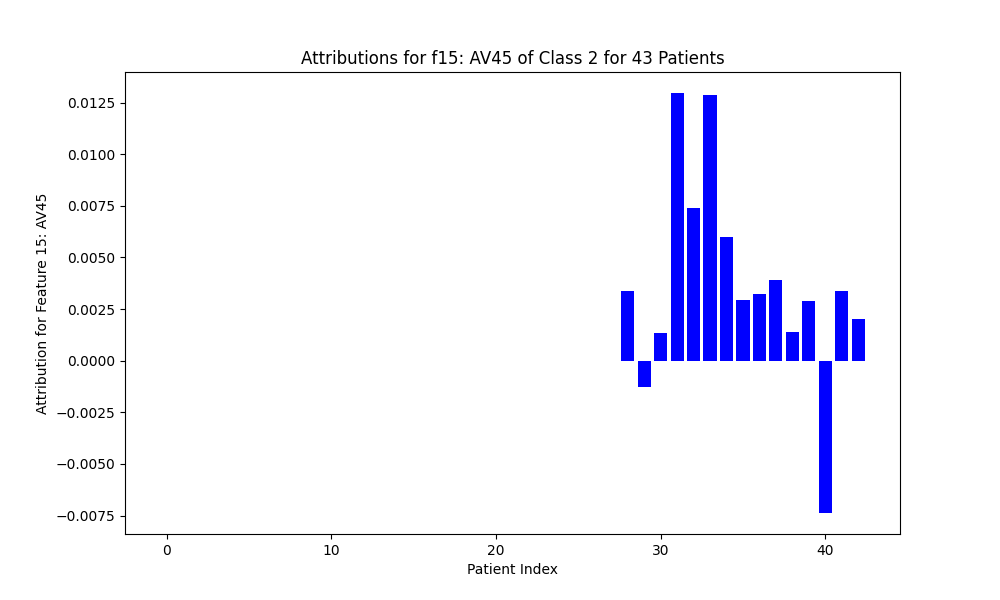 Attributions for f15: AV45 of Class 2 for 43 Patients
Attribution for Feature 15: AV45
0.0125
0.0100
0.0075
0.0050
0.0025
0.0000
−0.0025
−0.0050
−0.0075
0 10 20 30 40
Patient Index